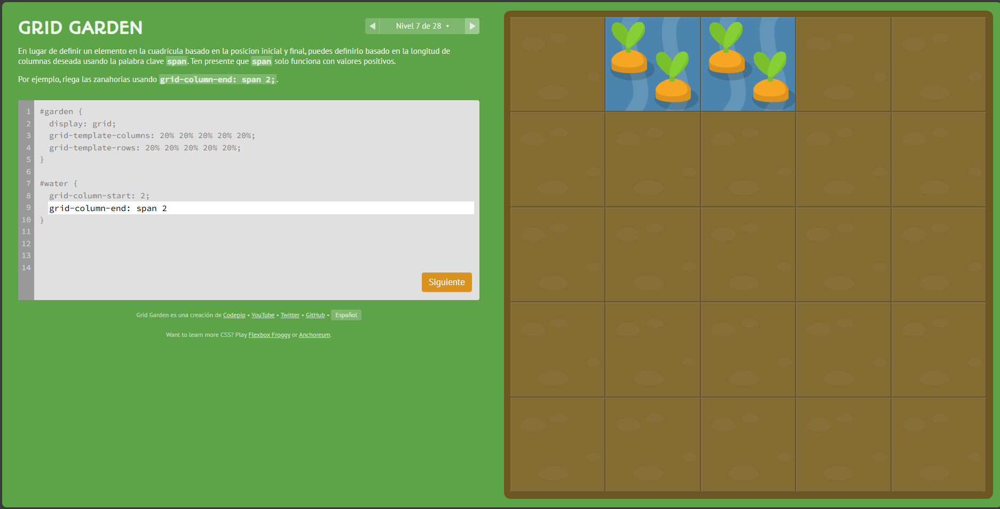 GRID GARDEN
Nivel 7 de 28
En lugar de definir un elemento en la cuadrícula basado en la posicion inicial y final, puedes definirlo basado en la longitud de
columnas deseada usando la palabra clave span. Ten presente que span solo funciona con valores positivos.
Por ejemplo, riega las zanahorias usando grid-column-end: span 2;.
1 #garden {
2 display: grid;
3 grid-template-columns: 20% 20% 20% 20% 20%;
4 grid-template-rows: 20% 20% 20% 20% 20%;
5 }
6
7 #water {
8 grid-column-start: 2;
9 grid-column-end: span 2
10 }
11
12
13
14
Siguiente
Grid Garden es una creación de Codepip • YouTube • Twitter • GitHub • Español
Want to learn more CSS? Play Flexbox Froggy or Anchoreum.